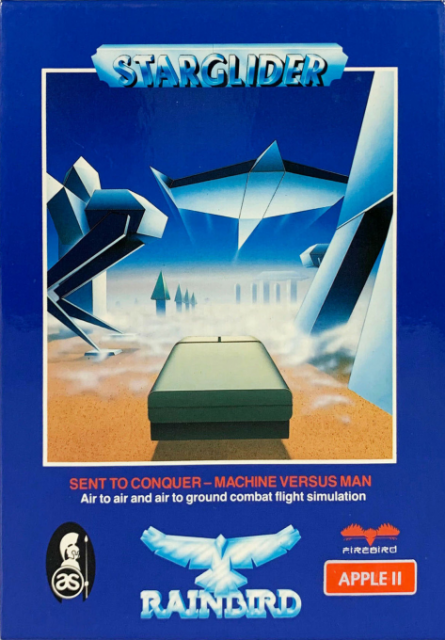 STARGLIDER
SENT TO CONQUER – MACHINE VERSUS MAN
Air to air and air to ground combat flight simulation
as
RAINBIRD
FIREBIRD
APPLE II